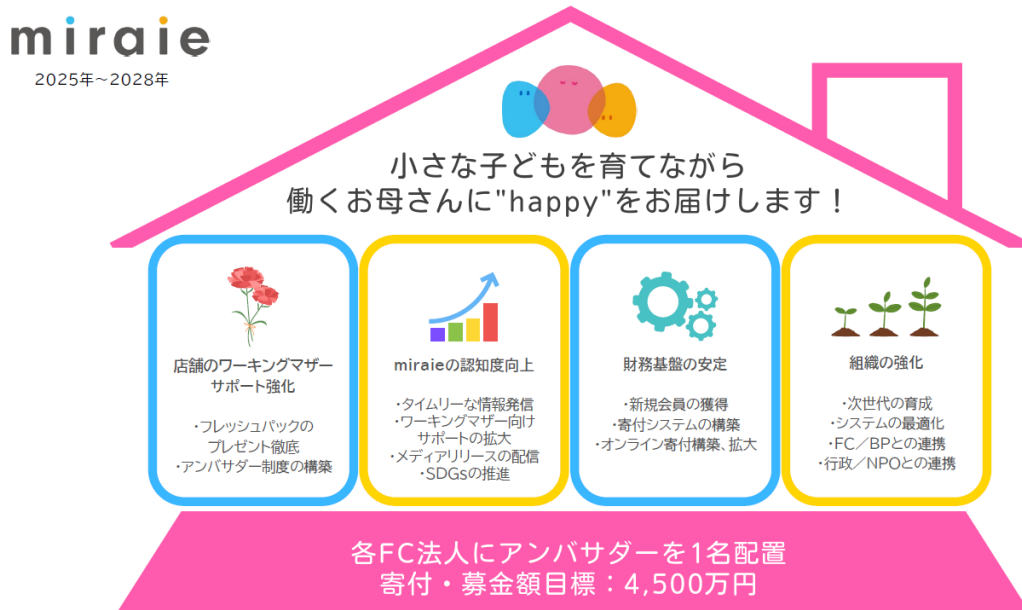 miraie
2025年~2028年
小さな子どもを育てながら
働くお母さんに"happy"をお届けします！
店舗のワーキングマザー
サポート強化
・フレッシュパックの
プレゼント徹底
・アンバサダー制度の構築
miraieの認知度向上
・タイムリーな情報発信
・ワーキングマザー向け
サポートの拡大
・メディアリリースの配信
・SDGsの推進
財務基盤の安定
・新規会員の獲得
・寄付システムの構築
・オンライン寄付構築、拡大
組織の強化
・次世代の育成
・システムの最適化
・FC／BPとの連携
・行政／NPOとの連携
各FC法人にアンバサダーを1名配置
寄付・募金額目標：4,500万円